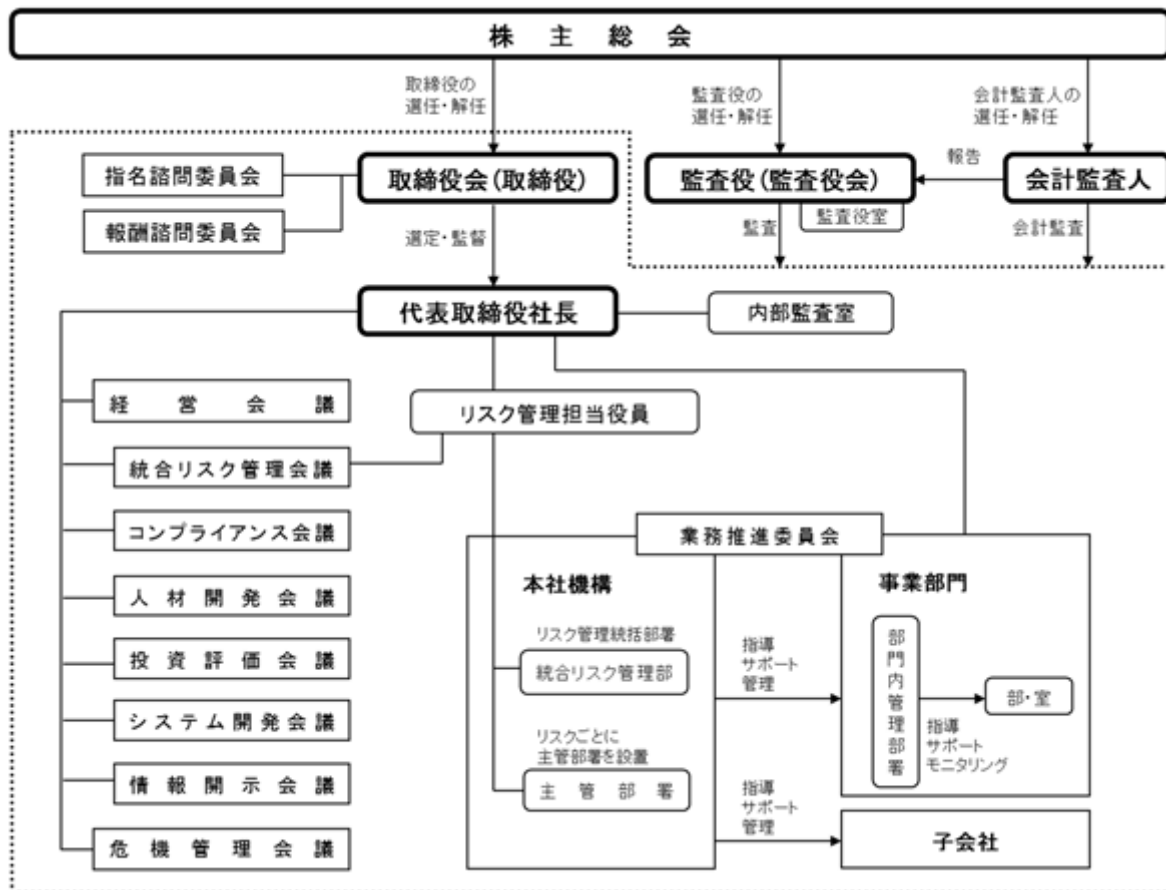 株主総会
取締役の
選任・解任
監査役の
選任・解任
会計監査人の
選任・解任
指名諮問委員会
報酬諮問委員会
取締役会(取締役)
監査役(監査役会)
報告
会計監査人
監査役室
監査
会計監査
選定・監督
代表取締役社長
内部監査室
経営会議
リスク管理担当役員
統合リスク管理会議
コンプライアンス会議
人材開発会議
投資評価会議
システム開発会議
情報開示会議
危機管理会議
業務推進委員会
本社機構
リスク管理統括部署
統合リスク管理部
リスクごとに
主管部署を設置
主管部署
指導
サポート
管理
指導
サポート
管理
事業部門
部門内管理部署
部・室
指導
サポート
モニタリング
子会社